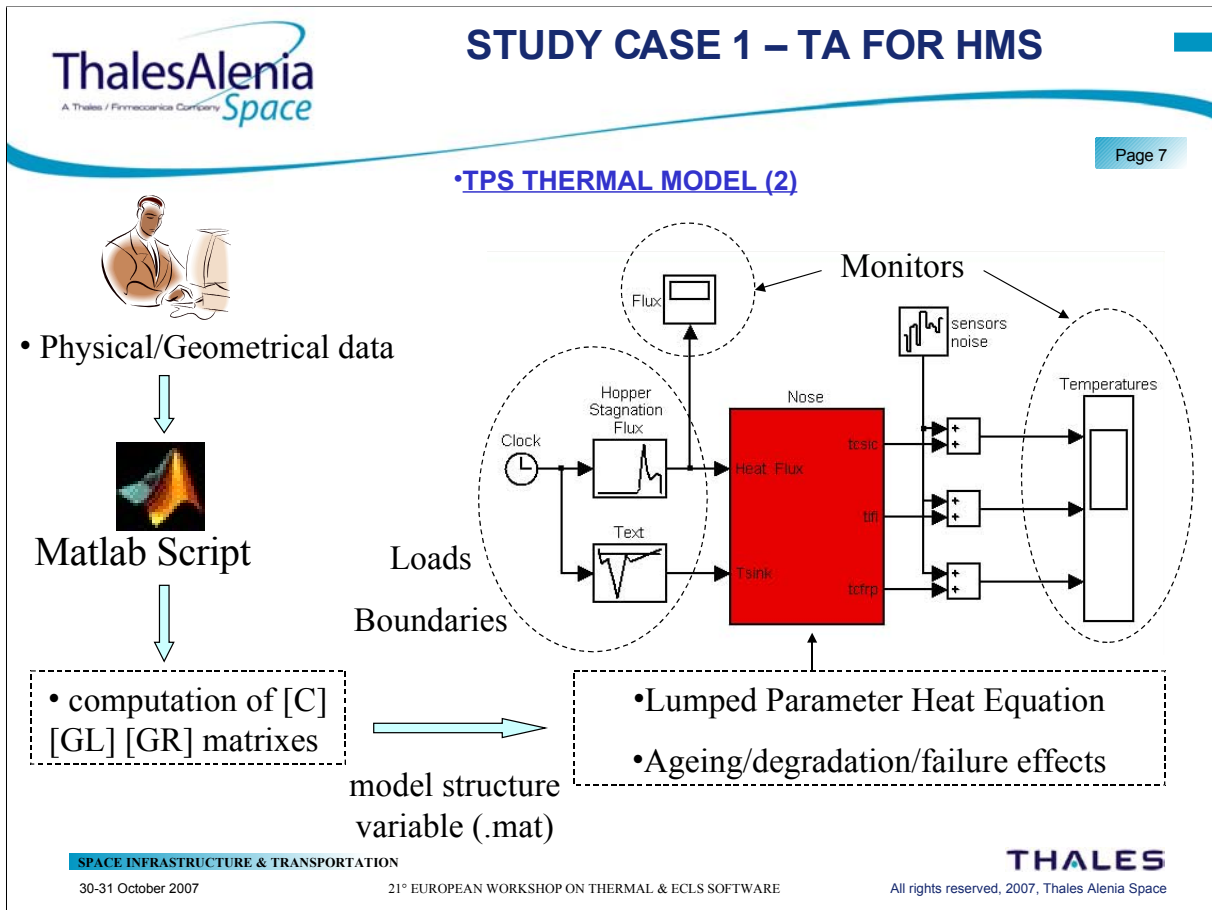 ThalesAlenia
A Thales / Finmeccanica Company
Space
STUDY CASE 1 – TA FOR HMS
Page 7
•TPS THERMAL MODEL (2)
• Physical/Geometrical data
Matlab Script
• computation of [C]
[GL] [GR] matrixes
model structure
variable (.mat)
Monitors
Flux
sensors
noise
Temperatures
Hopper
Stagnation
Flux
Clock
Nose
Heat Flux
tcsic
tifi
Text
Tsink
tcfrp
Loads
Boundaries
•Lumped Parameter Heat Equation
•Ageing/degradation/failure effects
SPACE INFRASTRUCTURE & TRANSPORTATION
30-31 October 2007
21° EUROPEAN WORKSHOP ON THERMAL & ECLS SOFTWARE
THALES
All rights reserved, 2007, Thales Alenia Space